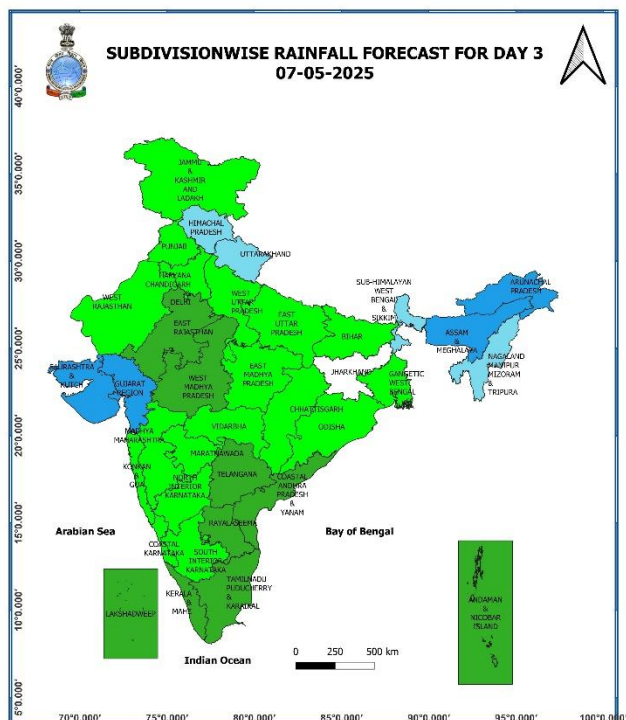 SUBDIVISIONWISE RAINFALL FORECAST FOR DAY 3
07-05-2025
40°0.000'
35°0.000'
30°0.000'
25°0.000'
20°0.000'
15°0.000'
10°0.000'
5°0.000'
JAMMU
&
KASHMIR
AND
LADAKH
HIMACHAL
PRADESH
UTTARAKHAND
PUNJAB
HARYANA
CHANDIGARH
DELHI
WEST
RAJASTHAN
EAST
RAJASTHAN
WEST
UTTAR
PRADESH
EAST
UTTAR
PRADESH
BIHAR
SUB-HIMALAYAN
WEST
BENGAL
&
SIKKIM
ARUNACHAL
PRADESH
ASSAM
&
MEGHALAYA
NAGALAND
MANIPUR
MIZORAM
&
TRIPURA
SAURASHTRA
&
KUTCH
GUJARAT
REGION
WEST
MADHYA
PRADESH
EAST
MADHYA
PRADESH
JHARKHAND
GANGETIC
WEST
BENGAL
CHHATTISGARH
ODISHA
VIDARBHA
MADHYA
MAHARASHTRA
MARATHWADA
KONKAN
&
GOA
TELANGANA
NORTH
INTERIOR
KARNATAKA
COASTAL
ANDHRA
PRADESH
&
YANAM
RAYALASEEMA
COASTAL
KARNATAKA
SOUTH
INTERIOR
KARNATAKA
KERALA
&
MAHE
TAMILNADU
PUDUCHERRY
&
KARAIKAL
LAKSHADWEEP
ANDAMAN
&
NICOBAR
ISLAND
Arabian Sea
Bay of Bengal
Indian Ocean
0 250 500 km
70°0.000' 75°0.000' 80°0.000' 85°0.000' 90°0.000' 95°0.000' 100°0.000'